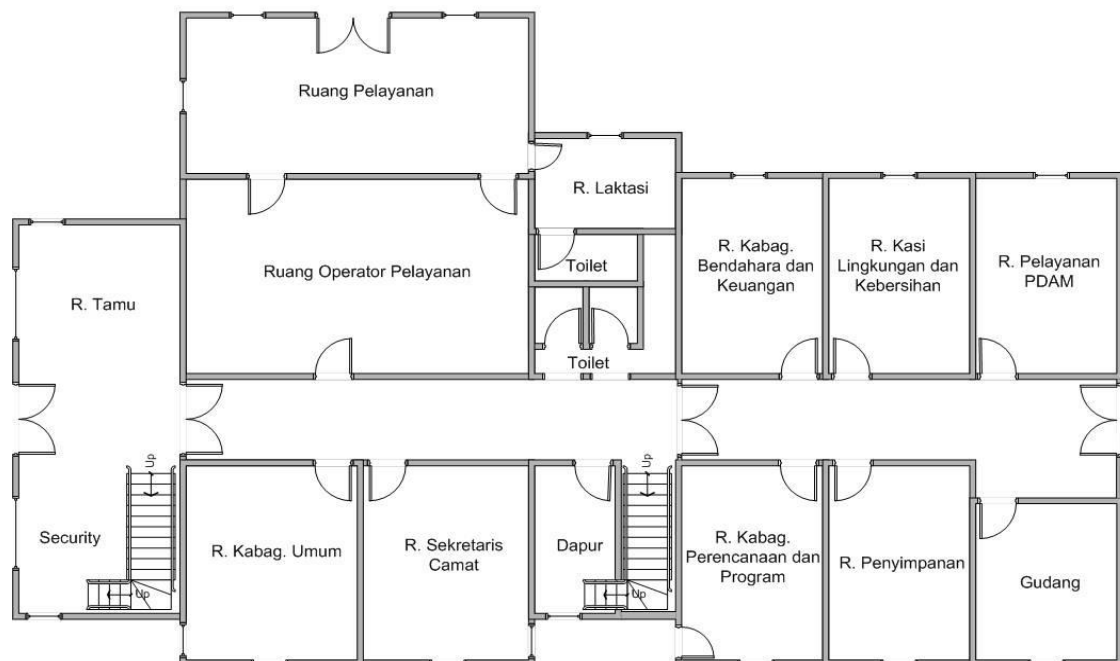 Ruang Pelayanan
R. Laktasi
Ruang Operator Pelayanan
Toilet
R. Kabag.
Bendahara dan
Keuangan
R. Kasi
Lingkungan dan
Kebersihan
R. Pelayanan
PDAM
R. Tamu
Toilet
Up
Up
Security
R. Kabag. Umum
R. Sekretaris
Camat
Dapur
R. Kabag.
Perencanaan dan
Program
R. Penyimpanan
Gudang
Up
Up